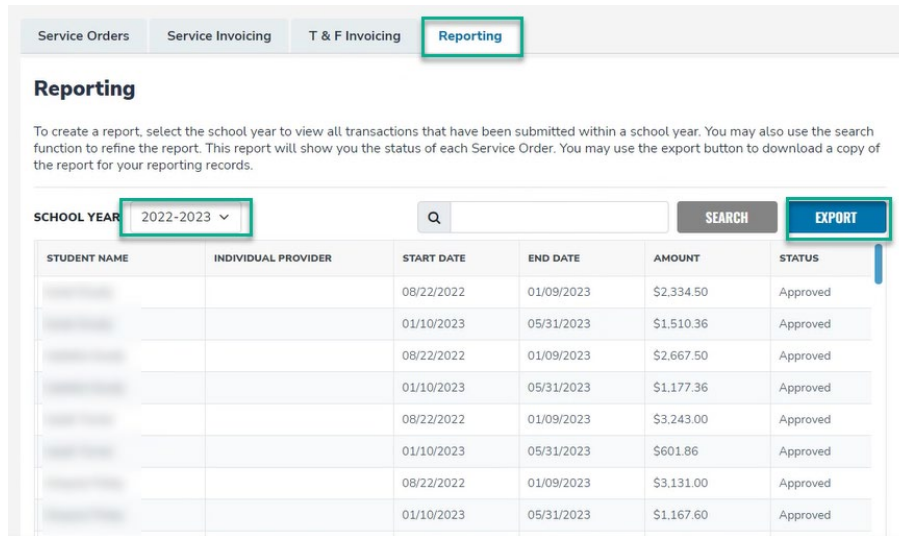 Service Orders Service Invoicing T & F Invoicing Reporting
Reporting
To create a report, select the school year to view all transactions that have been submitted within a school year. You may also use the search
function to refine the report. This report will show you the status of each Service Order. You may use the export button to download a copy of
the report for your reporting records.
SCHOOL YEAR 2022-2023 SEARCH EXPORT
STUDENT NAME INDIVIDUAL PROVIDER START DATE END DATE AMOUNT STATUS
08/22/2022 01/09/2023 $2,334.50 Approved
01/10/2023 05/31/2023 $1,510.36 Approved
08/22/2022 01/09/2023 $2,667.50 Approved
01/10/2023 05/31/2023 $1,177.36 Approved
08/22/2022 01/09/2023 $3,243.00 Approved
01/10/2023 05/31/2023 $601.86 Approved
08/22/2022 01/09/2023 $3,131.00 Approved
01/10/2023 05/31/2023 $1,167.60 Approved